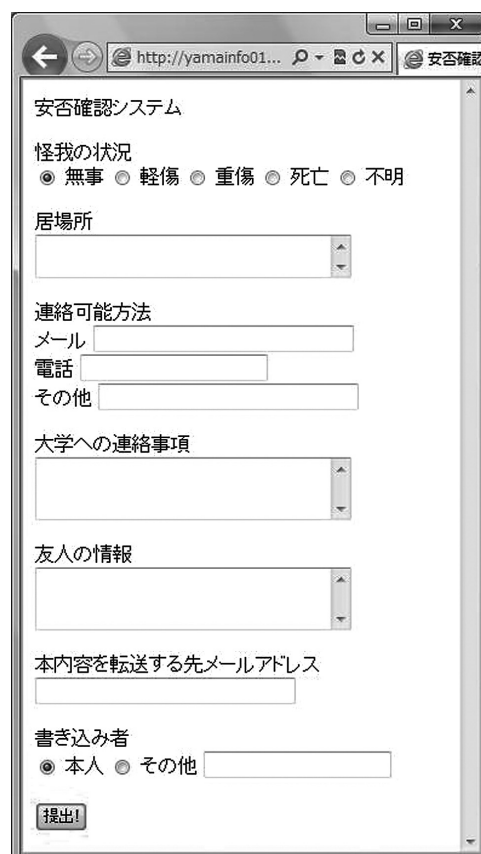 http://yamainfo01...
安否確認
安否確認システム
怪我の状況
無事 軽傷 重傷 死亡 不明
居場所
連絡可能方法
メール
電話
その他
大学への連絡事項
友人の情報
本内容を転送する先メールアドレス
書き込み者
本人 その他
提出!